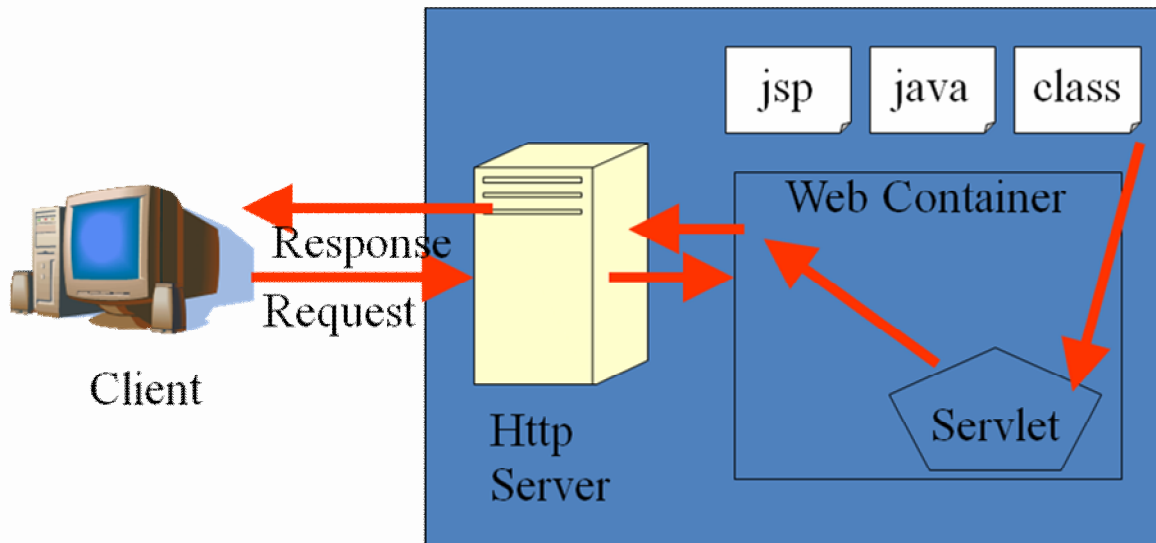 jsp
java
class
Web Container
Response
Request
Client
Http
Server
Servlet